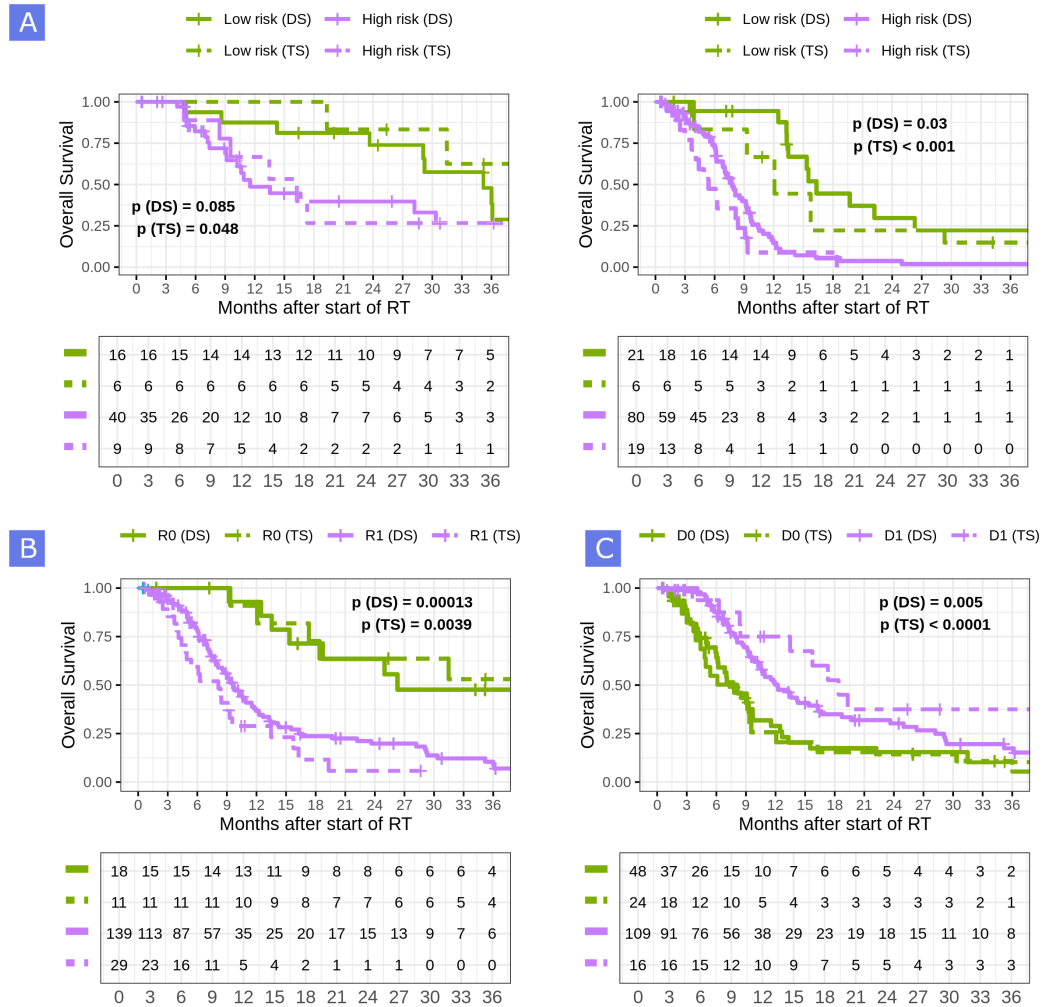 A
Low risk (DS) High risk (DS)
Low risk (TS) High risk (TS)
Overall Survival
1.00
0.75
0.50
0.25
0.00
p (DS) = 0.085
p (TS) = 0.048
0 3 6 9 12 15 18 21 24 27 30 33 36
Months after start of RT
16 16 15 14 14 13 12 11 10 9 7 7 5
6 6 6 6 6 6 5 5 4 4 3 2
40 35 26 20 12 10 8 7 7 6 5 3 3
9 9 8 7 5 4 2 2 2 2 1 1 1
0 3 6 9 12 15 18 21 24 27 30 33 36
Low risk (DS) High risk (DS)
Low risk (TS) High risk (TS)
Overall Survival
1.00
0.75
0.50
0.25
0.00
p (DS) = 0.03
p (TS) < 0.001
0 3 6 9 12 15 18 21 24 27 30 33 36
Months after start of RT
21 18 16 14 14 9 6 5 4 3 2 2 1
6 6 5 5 3 2 1 1 1 1 1 1 1
80 59 45 23 8 4 3 2 2 1 1 1 1
19 13 8 4 1 1 1 0 0 0 0 0 0
0 3 6 9 12 15 18 21 24 27 30 33 36
B
R0 (DS) R0 (TS) R1 (DS) R1 (TS)
Overall Survival
1.00
0.75
0.50
0.25
0.00
p (DS) = 0.00013
p (TS) = 0.0039
0 3 6 9 12 15 18 21 24 27 30 33 36
Months after start of RT
18 15 15 14 13 11 9 8 8 6 6 6 4
11 11 11 11 10 9 8 7 7 6 6 5 4
139 113 87 57 35 25 20 17 15 13 9 7 6
29 23 16 11 5 4 2 1 1 1 0 0 0
0 3 6 9 12 15 18 21 24 27 30 33 36
C
D0 (DS) D0 (TS) D1 (DS) D1 (TS)
Overall Survival
1.00
0.75
0.50
0.25
0.00
p (DS) = 0.005
p (TS) < 0.0001
0 3 6 9 12 15 18 21 24 27 30 33 36
Months after start of RT
48 37 26 15 10 7 6 6 5 4 4 3 2
24 18 12 10 5 4 3 3 3 3 3 2 1
109 91 76 56 38 29 23 19 18 15 11 10 8
16 16 15 12 10 9 7 5 5 4 3 3 3
0 3 6 9 12 15 18 21 24 27 30 33 36